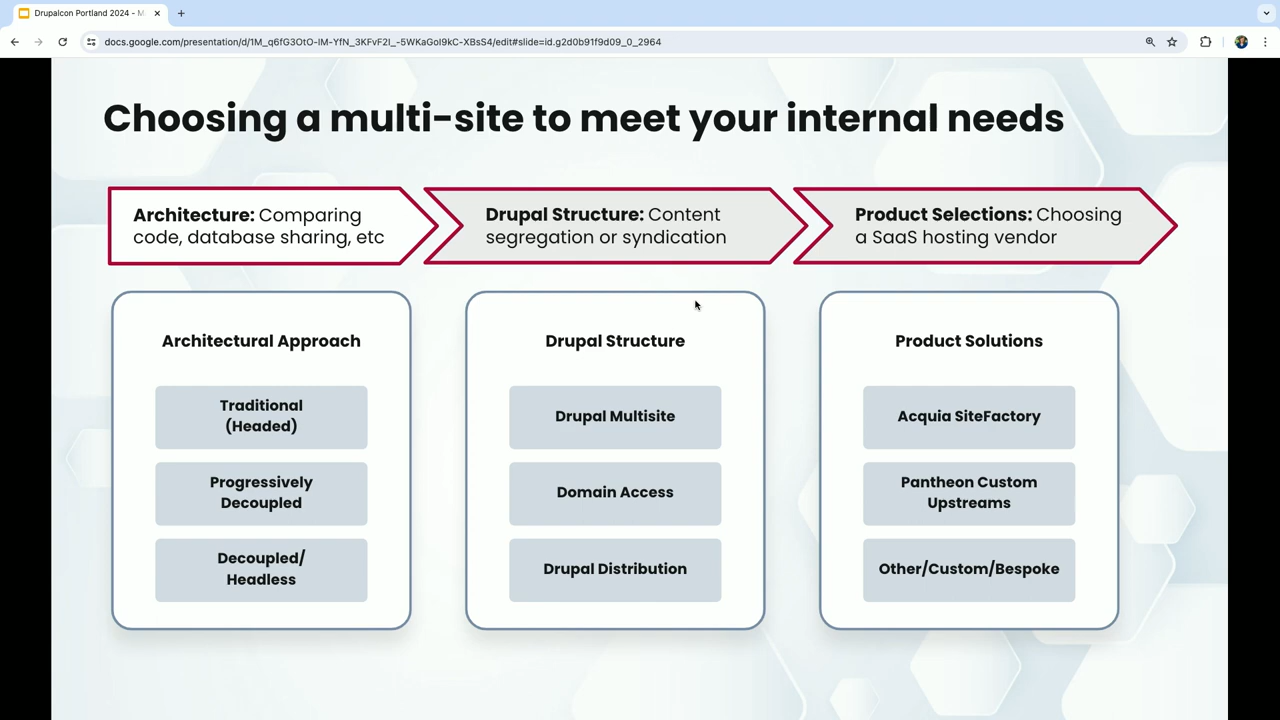 Drupalcon Portland 2024 - M
docs.google.com/presentation/d/1M_q6fG3OtO-lM-YfN_3KFvF2l_-5WKaGol9kC-XBsS4/edit#slide=id.g2d0b91f9d09_0_2964
Choosing a multi-site to meet your internal needs
Architecture: Comparing
code, database sharing, etc
Drupal Structure: Content
segregation or syndication
Product Selections: Choosing
a SaaS hosting vendor
Architectural Approach
Traditional
(Headed)
Progressively
Decoupled
Decoupled/
Headless
Drupal Structure
Drupal Multisite
Domain Access
Drupal Distribution
Product Solutions
Acquia SiteFactory
Pantheon Custom
Upstreams
Other/Custom/Bespoke